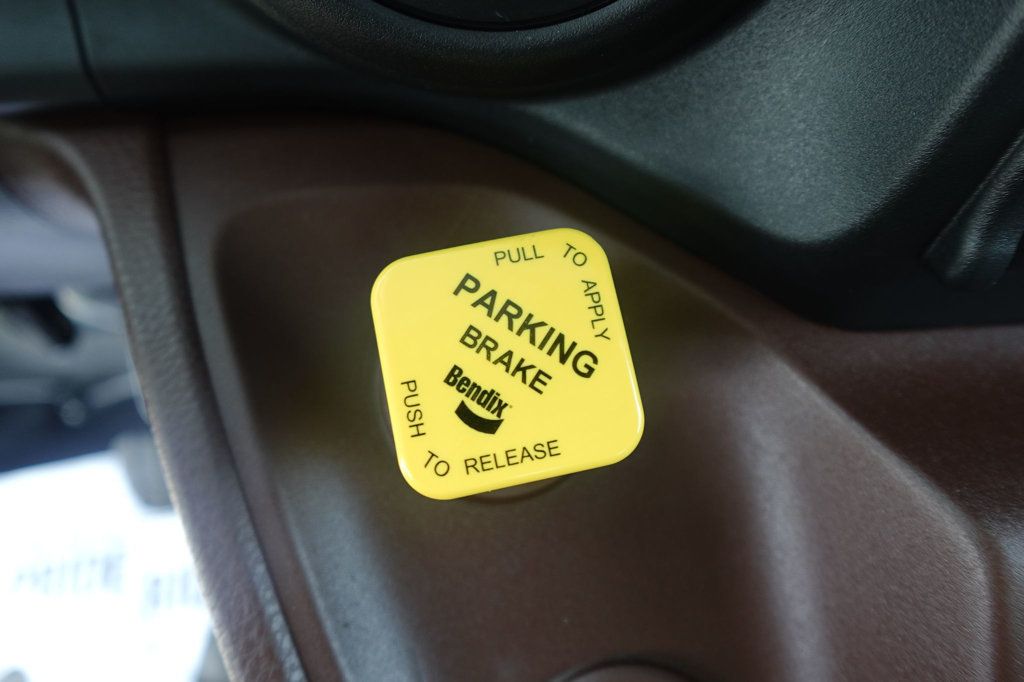 PULL TO APPLY
PARKING
BRAKE
Bendix®
PUSH TO RELEASE